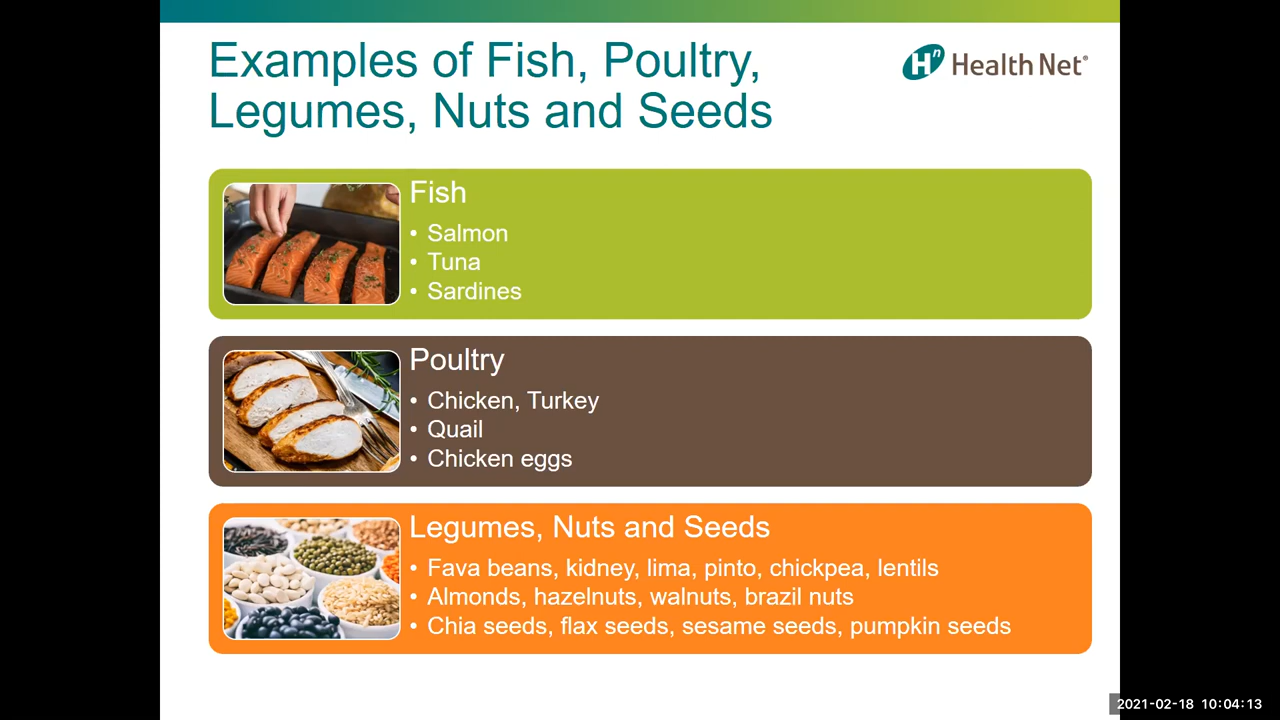 Examples of Fish, Poultry,
Legumes, Nuts and Seeds
Hn Health Net®
Fish
• Salmon
• Tuna
• Sardines
Poultry
• Chicken, Turkey
• Quail
• Chicken eggs
Legumes, Nuts and Seeds
• Fava beans, kidney, lima, pinto, chickpea, lentils
• Almonds, hazelnuts, walnuts, brazil nuts
• Chia seeds, flax seeds, sesame seeds, pumpkin seeds
2021-02-18 10:04:13